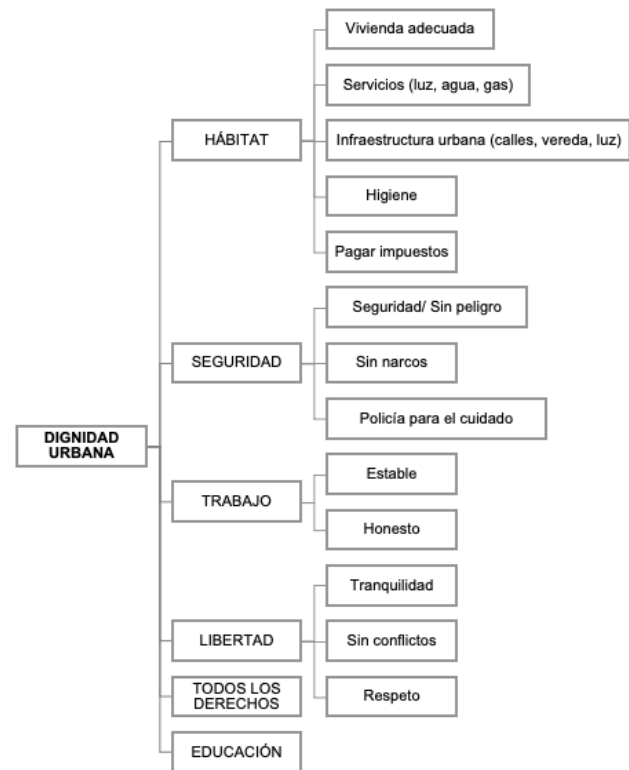 Vivienda adecuada
Servicios (luz, agua, gas)
HÁBITAT
Infraestructura urbana (calles, vereda, luz)
Higiene
Pagar impuestos
Seguridad/ Sin peligro
SEGURIDAD
Sin narcos
Policía para el cuidado
DIGNIDAD
URBANA
Estable
TRABAJO
Honesto
Tranquilidad
LIBERTAD
Sin conflictos
TODOS LOS
DERECHOS
Respeto
EDUCACIÓN